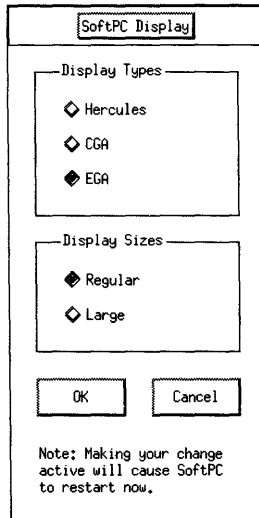 SoftPC Display
Display Types
Hercules
CGA
EGA
Display Sizes
Regular
Large
OK
Cancel
Note: Making your change
active will cause SoftPC
to restart now.